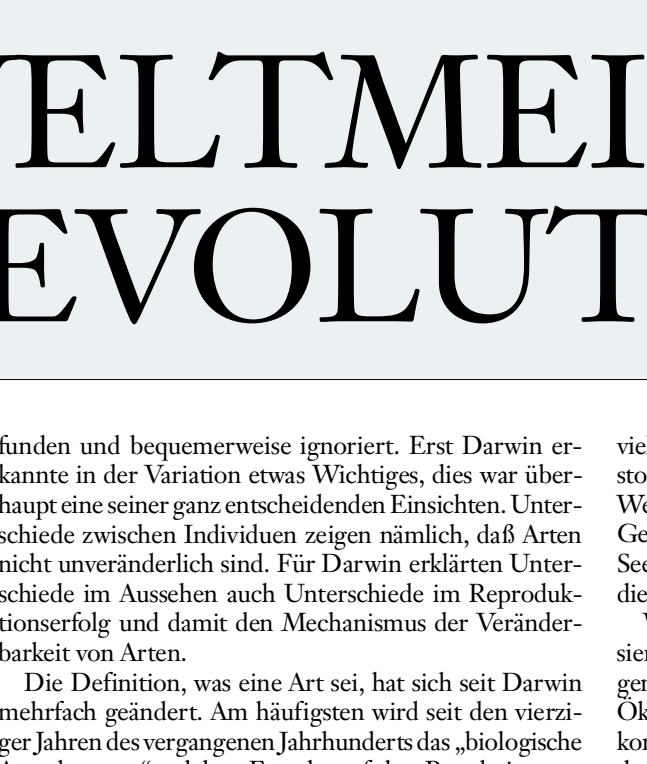 ELTMEI
EVOLUT
funden und bequemerweise ignoriert. Erst Darwin er-
kannte in der Variation etwas Wichtiges, dies war über-
haupt eine seiner ganz entscheidenden Einsichten. Unter-
schiede zwischen Individuen zeigen nämlich, daß Arten
nicht unveränderlich sind. Für Darwin erklärten Unter-
schiede im Aussehen auch Unterschiede im Reproduk-
tionserfolg und damit den Mechanismus der Veränder-
barkeit von Arten.
Die Definition, was eine Art sei, hat sich seit Darwin
mehrfach geändert. Am häufigsten wird seit den vierzi-
ger Jahren des vergangenen Jahrhunderts das „biologische
vie
sto
We
Ge
See
die
sie
gen
Ök
kon